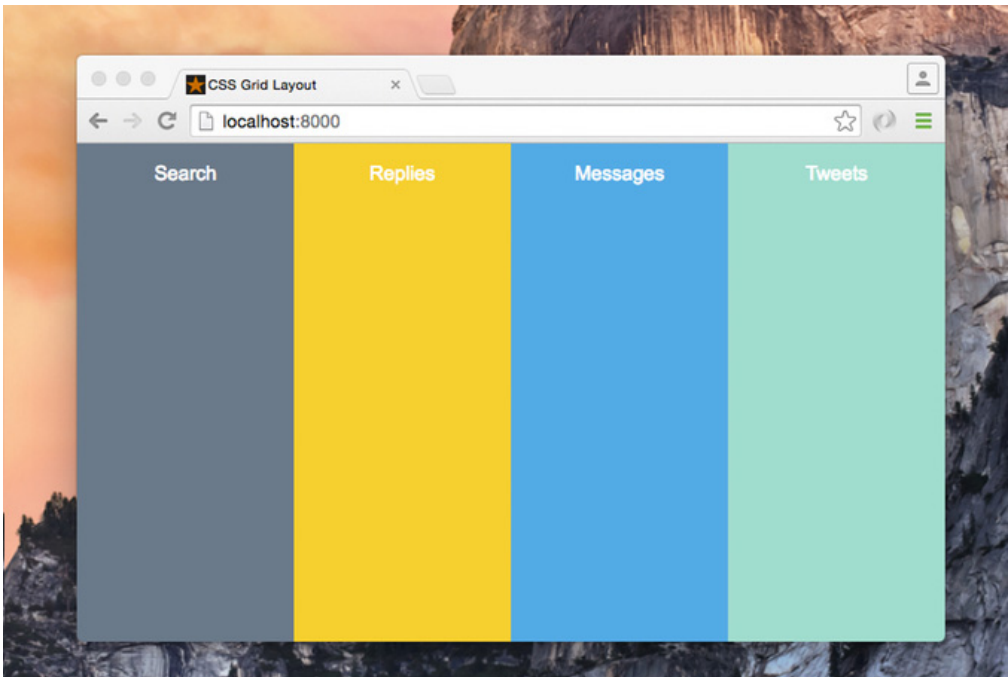 CSS Grid Layout
localhost:8000
Search
Replies
Messages
Tweets